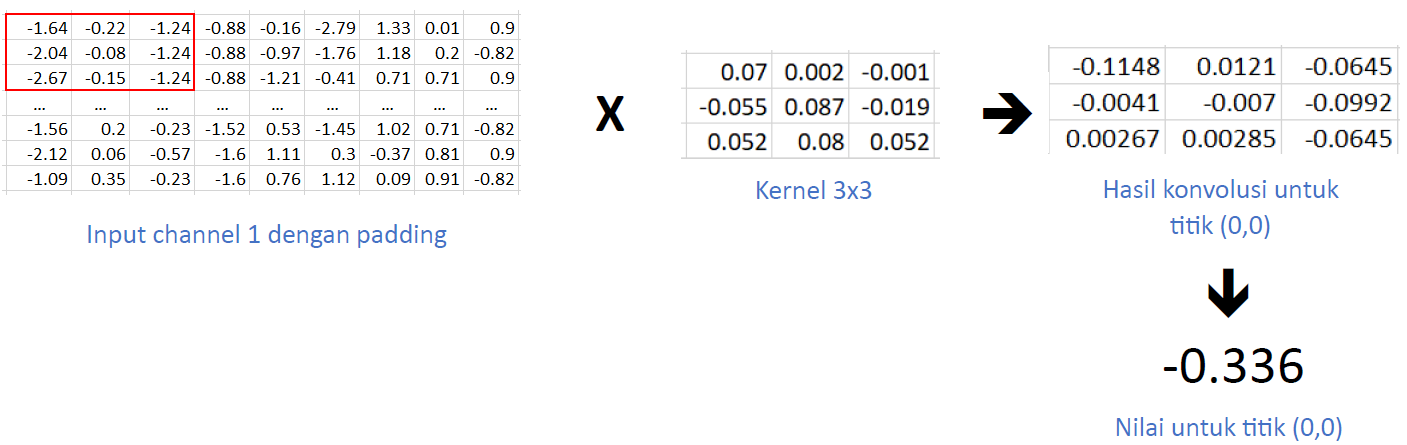 -1.64 -0.22 -1.24 -0.88 -0.16 -2.79 1.33 0.01 0.9
-2.04 -0.08 -1.24 -0.88 -0.97 -1.76 1.18 0.2 -0.82
-2.67 -0.15 -1.24 -0.88 -1.21 -0.41 0.71 0.71 0.9
... ... ... ... ... ... ... ... ...
-1.56 0.2 -0.23 -1.52 0.53 -1.45 1.02 0.71 -0.82
-2.12 0.06 -0.57 -1.6 1.11 0.3 -0.37 0.81 0.9
-1.09 0.35 -0.23 -1.6 0.76 1.12 0.09 0.91 -0.82
Input channel 1 dengan padding
X
0.07 0.002 -0.001
-0.055 0.087 -0.019
0.052 0.08 0.052
Kernel 3x3
-0.1148 0.0121 -0.0645
-0.0041 -0.007 -0.0992
0.00267 0.00285 -0.0645
Hasil konvolusi untuk
titik (0,0)
-0.336
Nilai untuk titik (0,0)